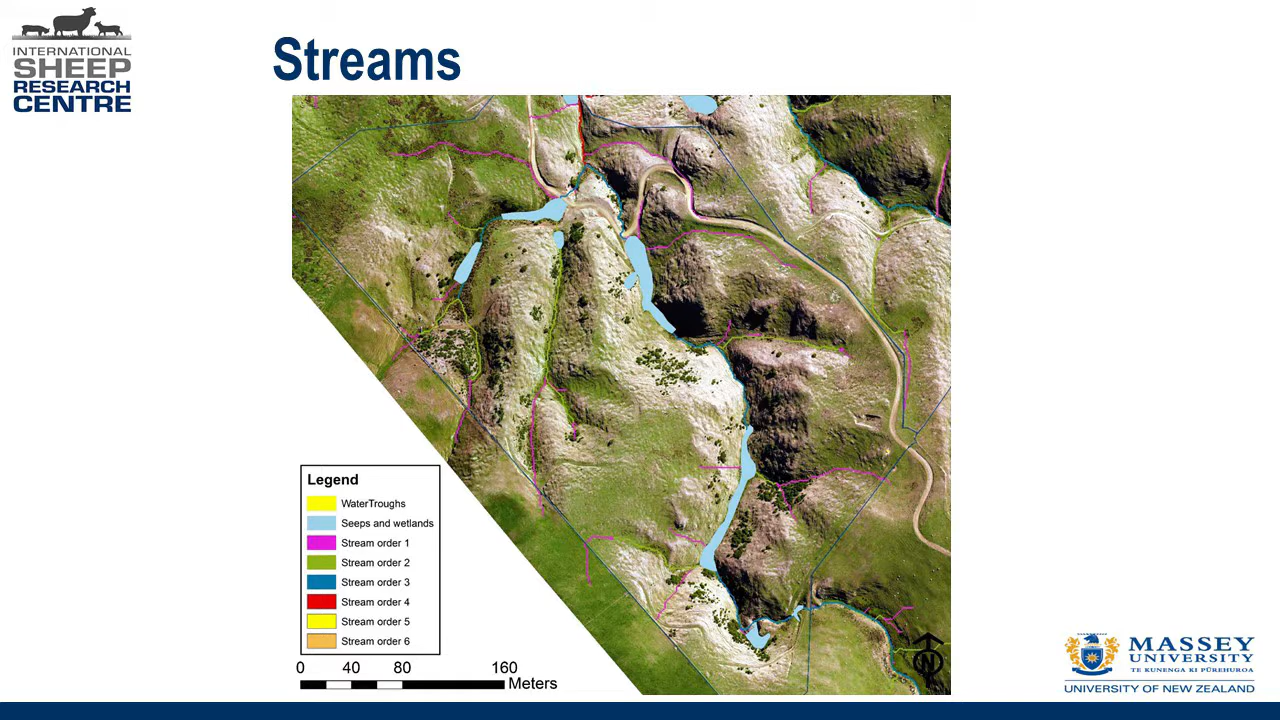 INTERNATIONAL
SHEEP
RESEARCH
CENTRE
Streams
Legend
WaterTroughs
Seeps and wetlands
Stream order 1
Stream order 2
Stream order 3
Stream order 4
Stream order 5
Stream order 6
0 40 80 160
Meters
N
MASSEY
UNIVERSITY
TE KUNENGA KI PŪREHUROA
UNIVERSITY OF NEW ZEALAND